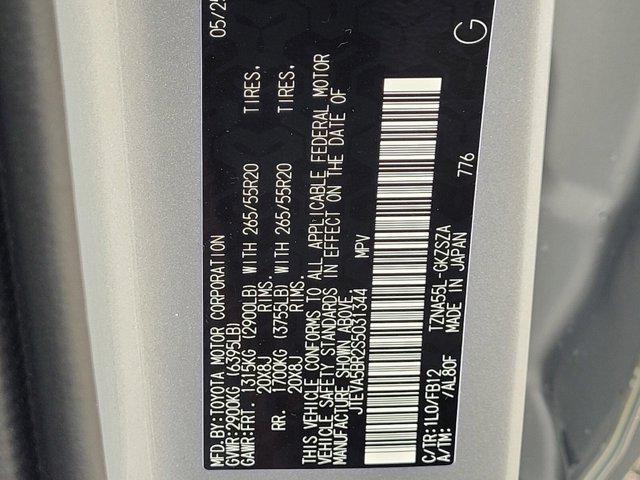 MFD.BY:TOYOTA MOTOR CORPORATION 05/25
GVWR:2900KG (6395LB)
GAWR:FRT. 1315KG (2900LB) WITH 265/55R20 TIRES,
20X8J RIMS,
RR. 1700KG (3755LB) WITH 265/55R20 TIRES,
20X8J RIMS.
THIS VEHICLE CONFORMS TO ALL APPLICABLE FEDERAL MOTOR
VEHICLE SAFETY STANDARDS IN EFFECT ON THE DATE OF
MANUFACTURE SHOWN ABOVE.
JTEVA5BR2S5031344 MPV
C/TR:1L0/FB12 TZNA55L-GKZSZA 776
A/TM: /AL80F MADE IN JAPAN
G